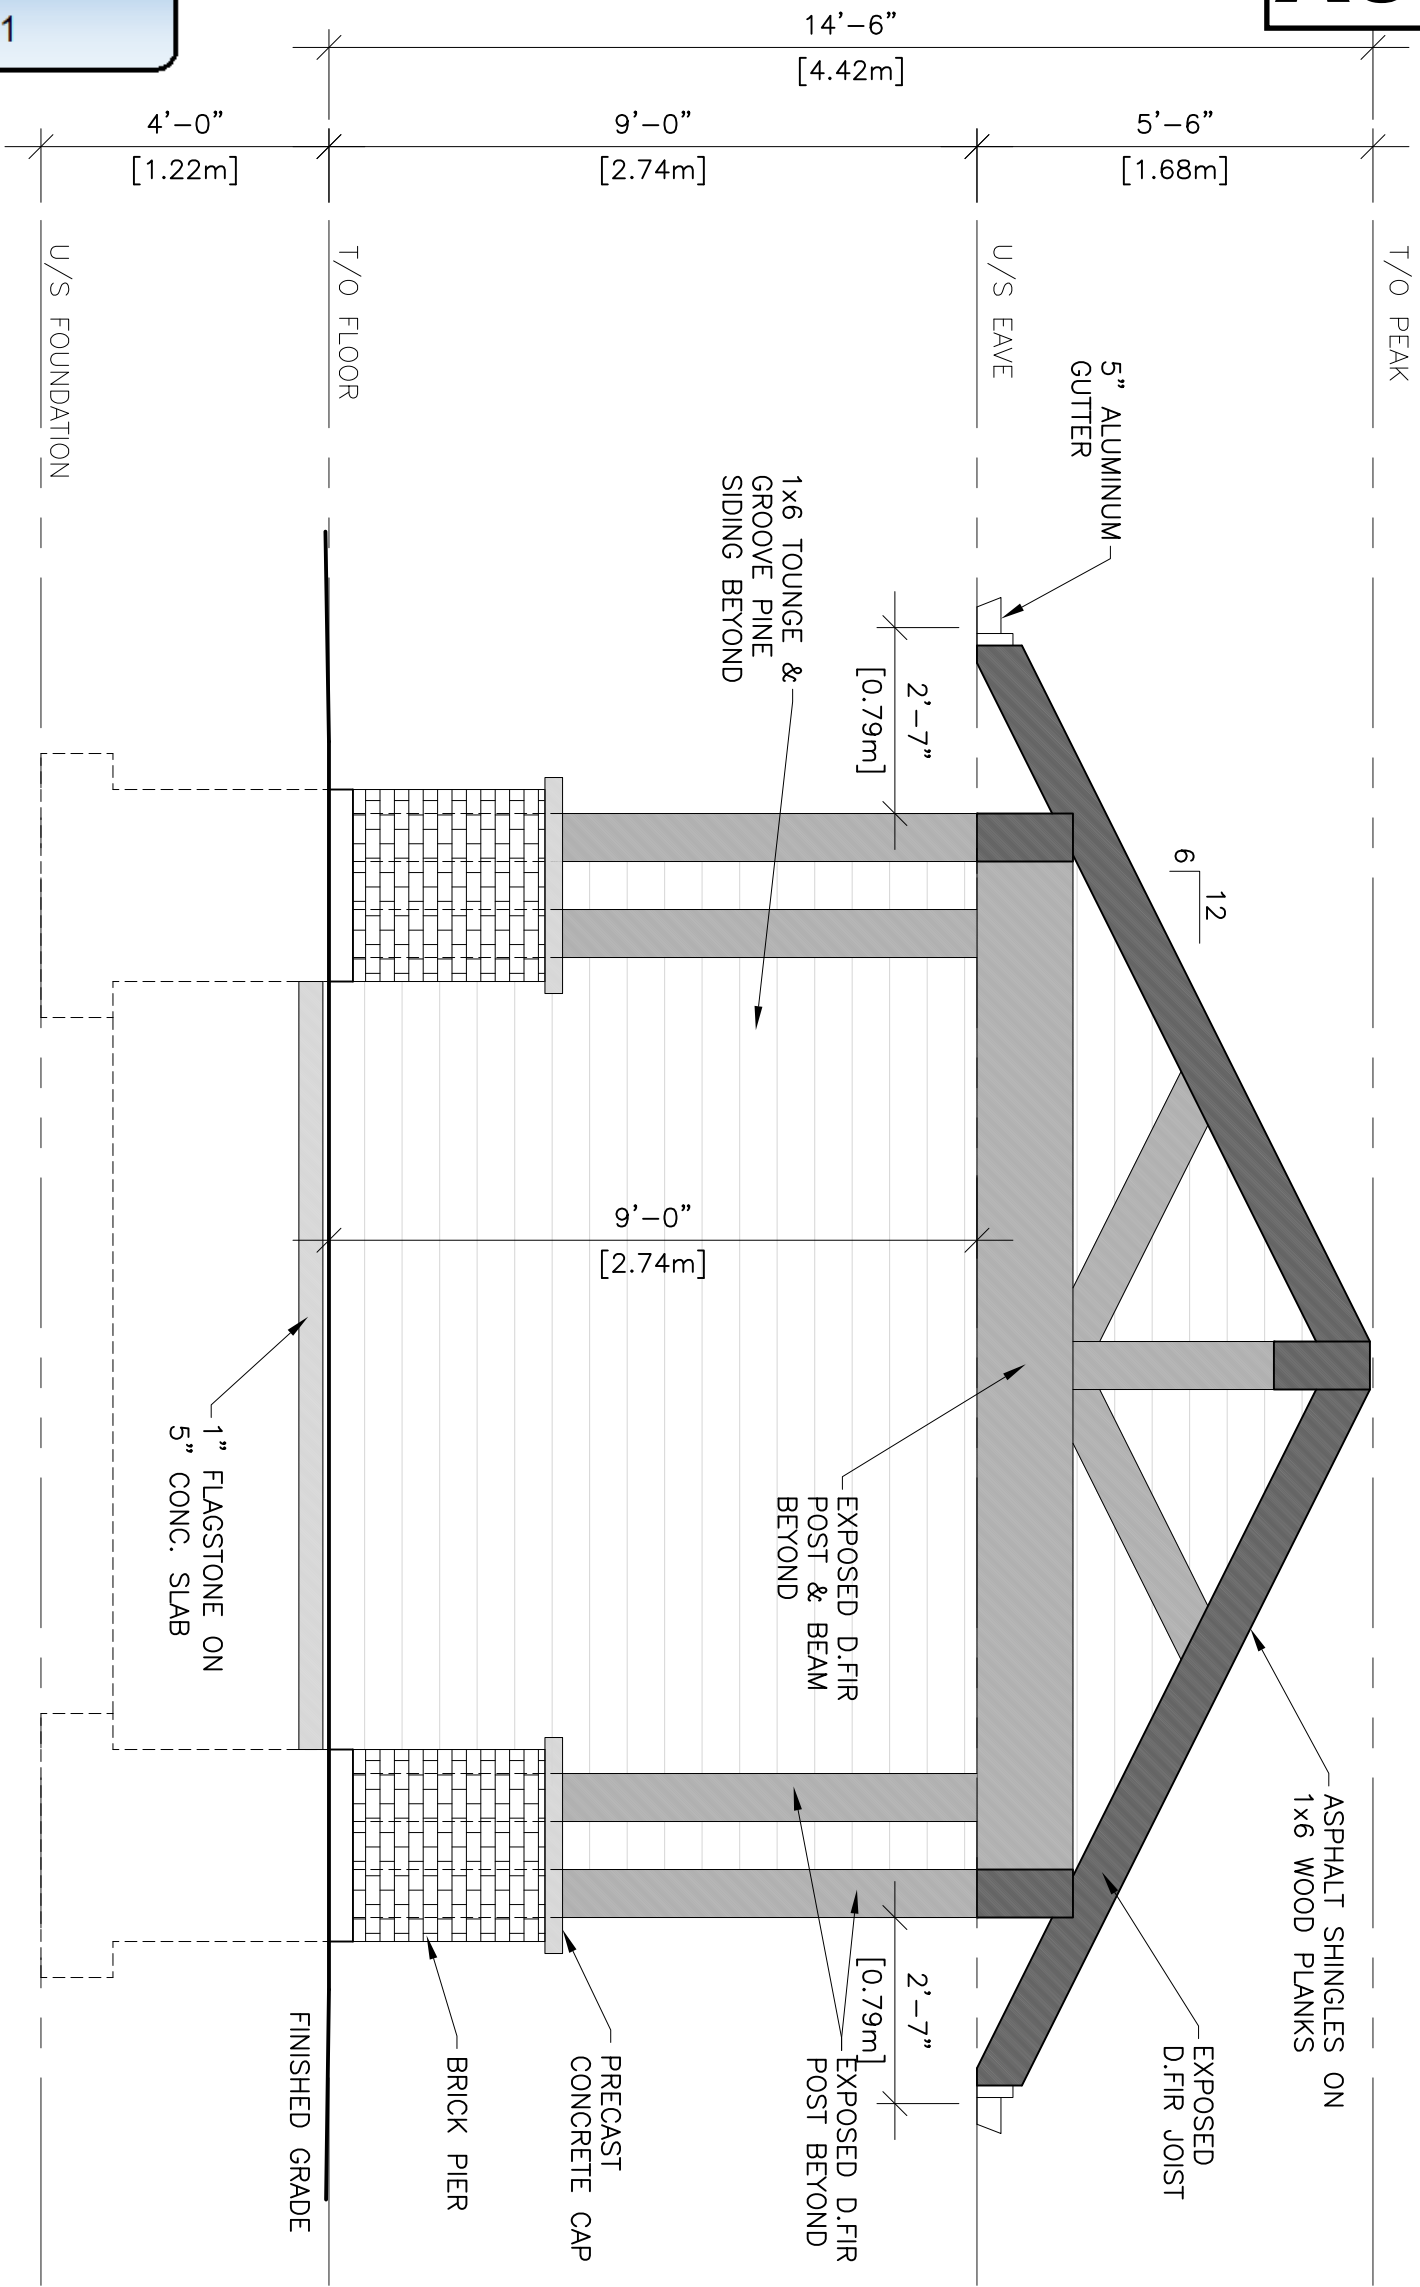 1
14'-6"
[4.42m]
4'-0"
[1.22m]
9'-0"
[2.74m]
5'-6"
[1.68m]
T/O PEAK
U/S EAVE
T/O FLOOR
U/S FOUNDATION
5" ALUMINUM
GUTTER
1x6 TOUNGE &
GROOVE PINE
SIDING BEYOND
2'-7"
[0.79m]
12
6
9'-0"
[2.74m]
1" FLAGSTONE ON
5" CONC. SLAB
EXPOSED D.FIR
POST & BEAM
BEYOND
ASPHALT SHINGLES ON
1x6 WOOD PLANKS
EXPOSED
D.FIR JOIST
2'-7"
[0.79m]
EXPOSED D.FIR
POST BEYOND
PRECAST
CONCRETE CAP
BRICK PIER
FINISHED GRADE